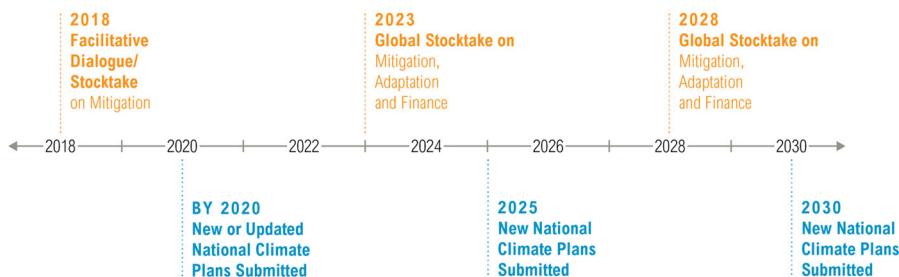 2018
Facilitative
Dialogue/
Stocktake
on Mitigation
2023
Global Stocktake on
Mitigation,
Adaptation
and Finance
2028
Global Stocktake on
Mitigation,
Adaptation
and Finance
2018 2020 2022 2024 2026 2028 2030
BY 2020
New or Updated
National Climate
Plans Submitted
2025
New National
Climate Plans
Submitted
2030
New National
Climate Plans
Submitted